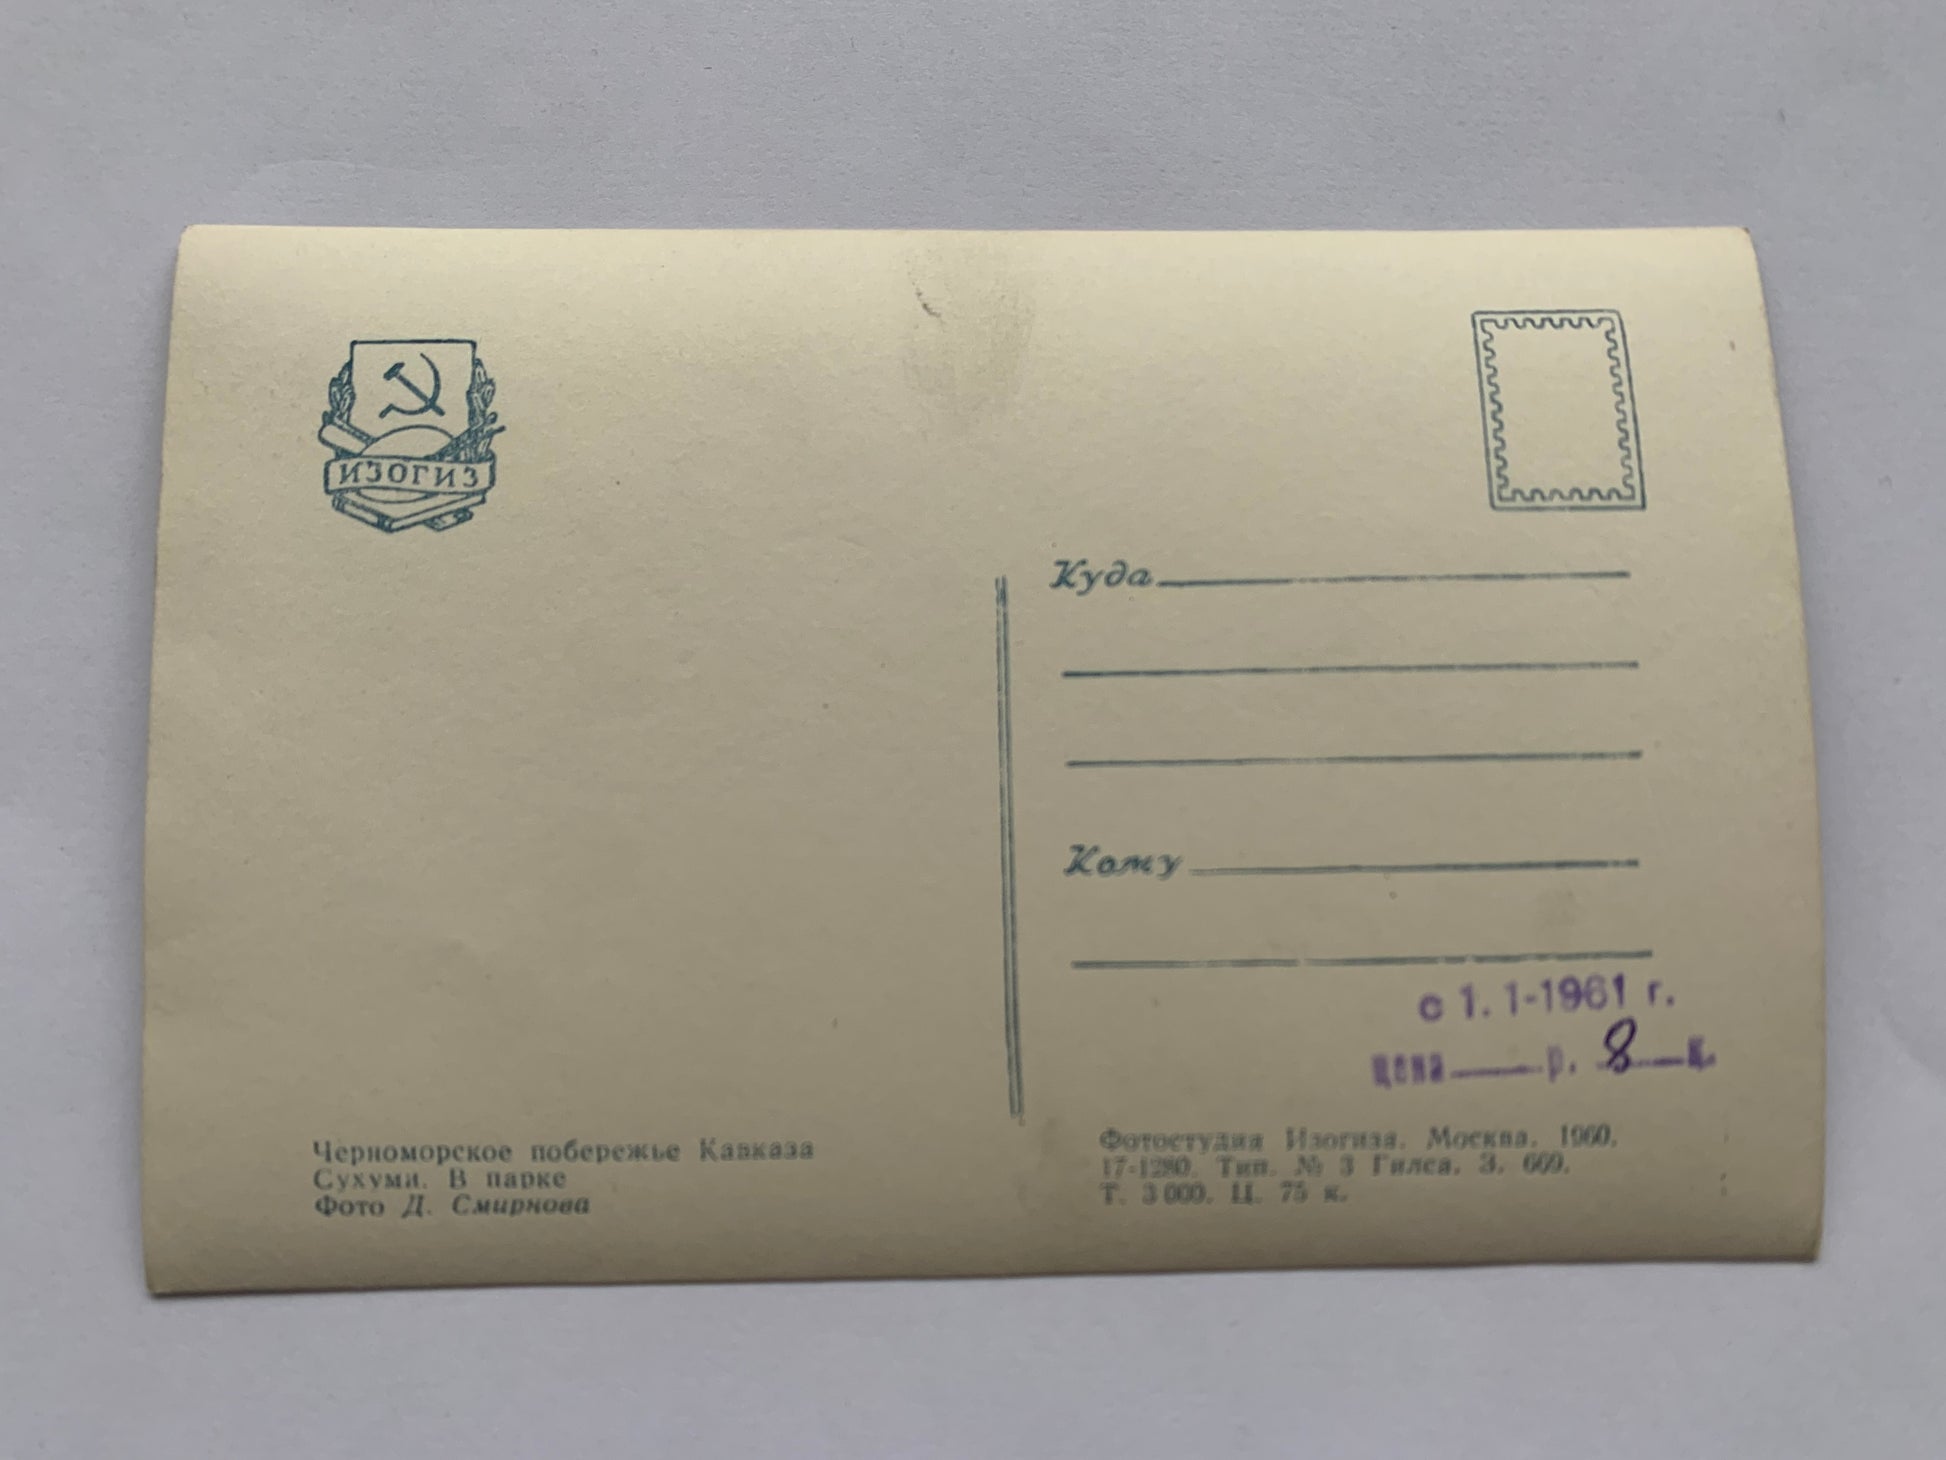 ИЗОГИЗ
Куда
Кому
с 1. 1-1961 г.
цена р. 8 к.
Черноморское побережье Кавказа
Сухуми. В парке
Фото Д. Смирнова
Фотостудия Изогиза. Москва. 1960.
17-1280. Тип. № 3 Гилса. З. 660.
Т. 3 000. Ц. 75 к.